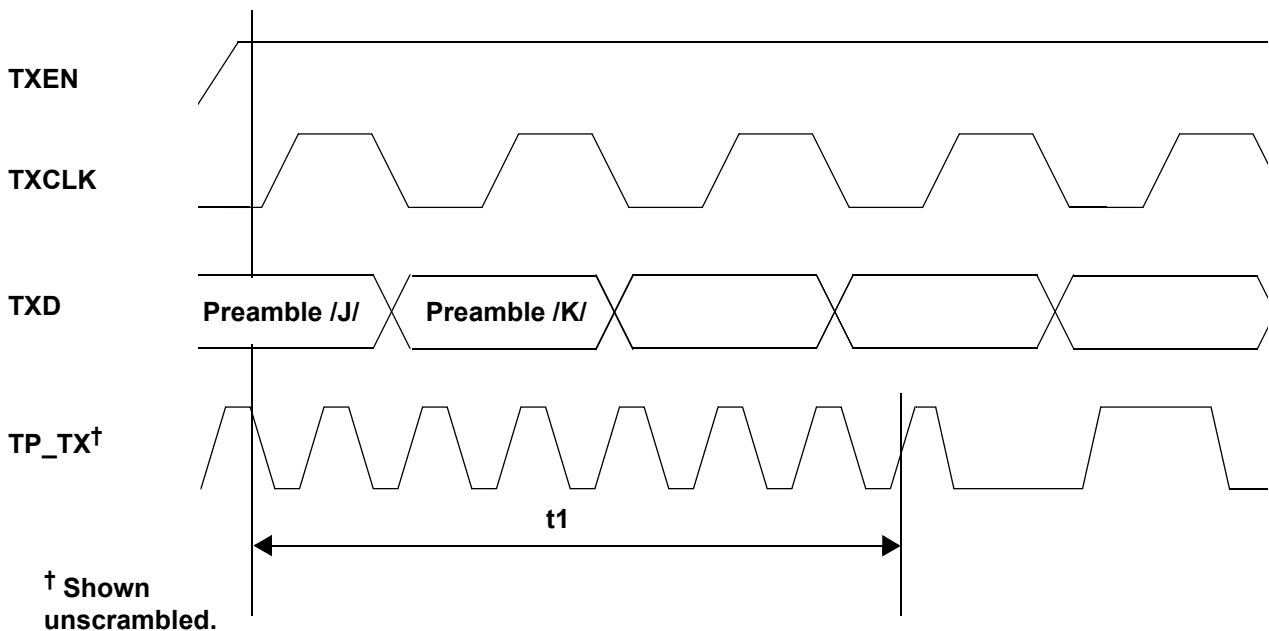 TXEN
TXCLK
TXD
Preamble /J/
Preamble /K/
TP_TX†
t1
† Shown
unscrambled.